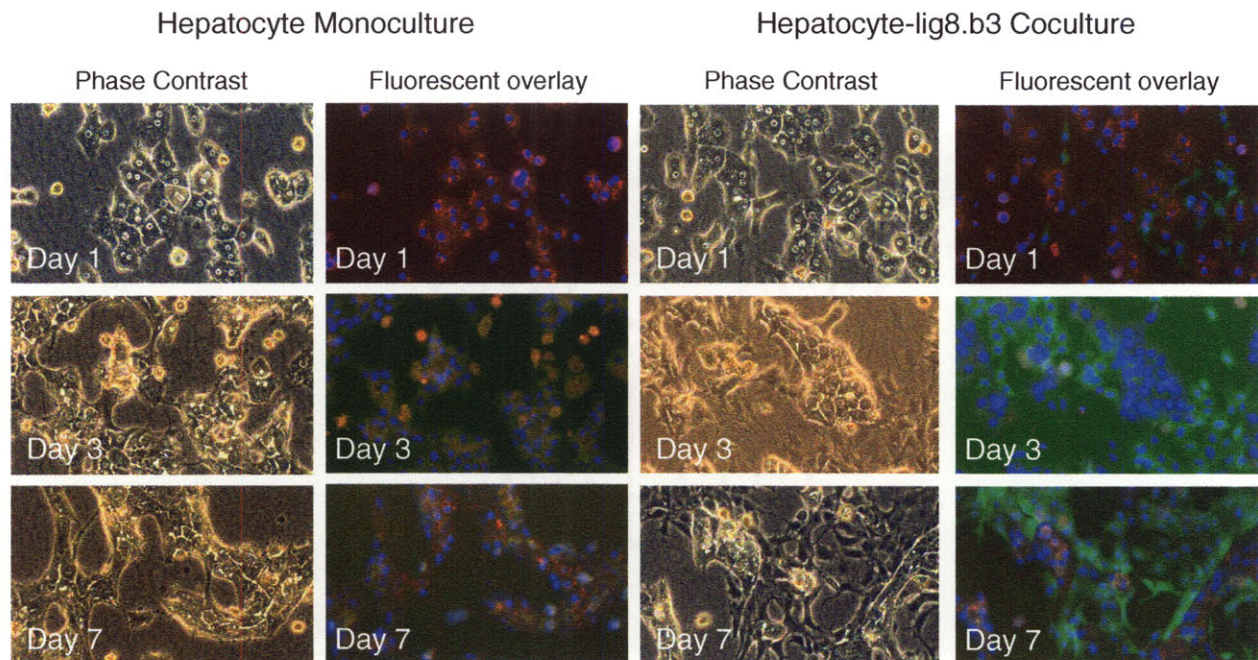 Hepatocyte Monoculture Hepatocyte-lig8.b3 Coculture
Phase Contrast Fluorescent overlay Phase Contrast Fluorescent overlay
Day 1 Day 1 Day 1 Day 1
Day 3 Day 3 Day 3 Day 3
Day 7 Day 7 Day 7 Day 7